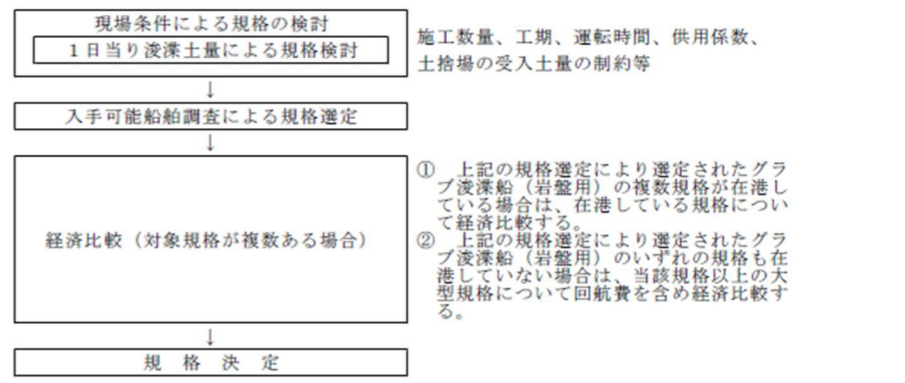 現場条件による規格の検討
１日当り浚渫土量による規格検討
施工数量、工期、運転時間、供用係数、
土捨場の受入土量の制約等
↓
入手可能船舶調査による規格選定
↓
経済比較（対象規格が複数ある場合）
①　上記の規格選定により選定されたグラ
ブ浚渫船（岩盤用）の複数規格が在港し
ている場合は、在港している規格につい
て経済比較する。
②　上記の規格選定により選定されたグラ
ブ浚渫船（岩盤用）のいずれの規格も在
港していない場合は、当該規格以上の大
型規格について回航費を含め経済比較す
る。
↓
規　格　決　定